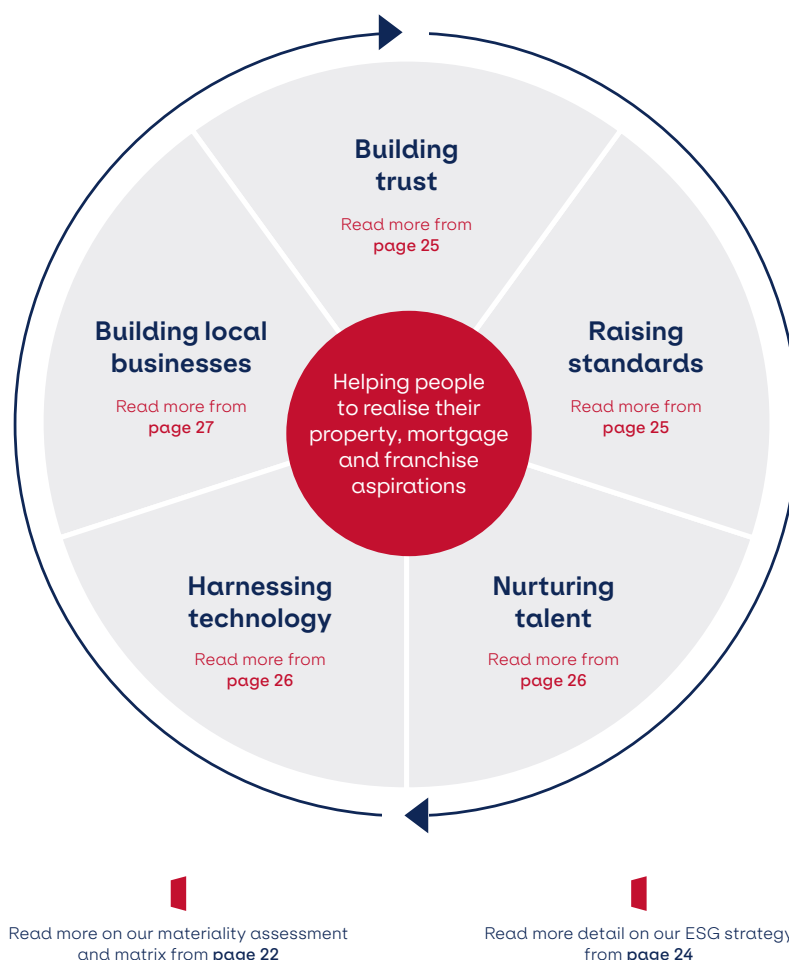 Building
trust
Read more from
page 25
Raising
standards
Read more from
page 25
Nurturing
talent
Read more from
page 26
Harnessing
technology
Read more from
page 26
Building local
businesses
Read more from
page 27
Helping people
to realise their
property, mortgage
and franchise
aspirations
Read more on our materiality assessment
and matrix from page 22
Read more detail on our ESG strategy
from page 24